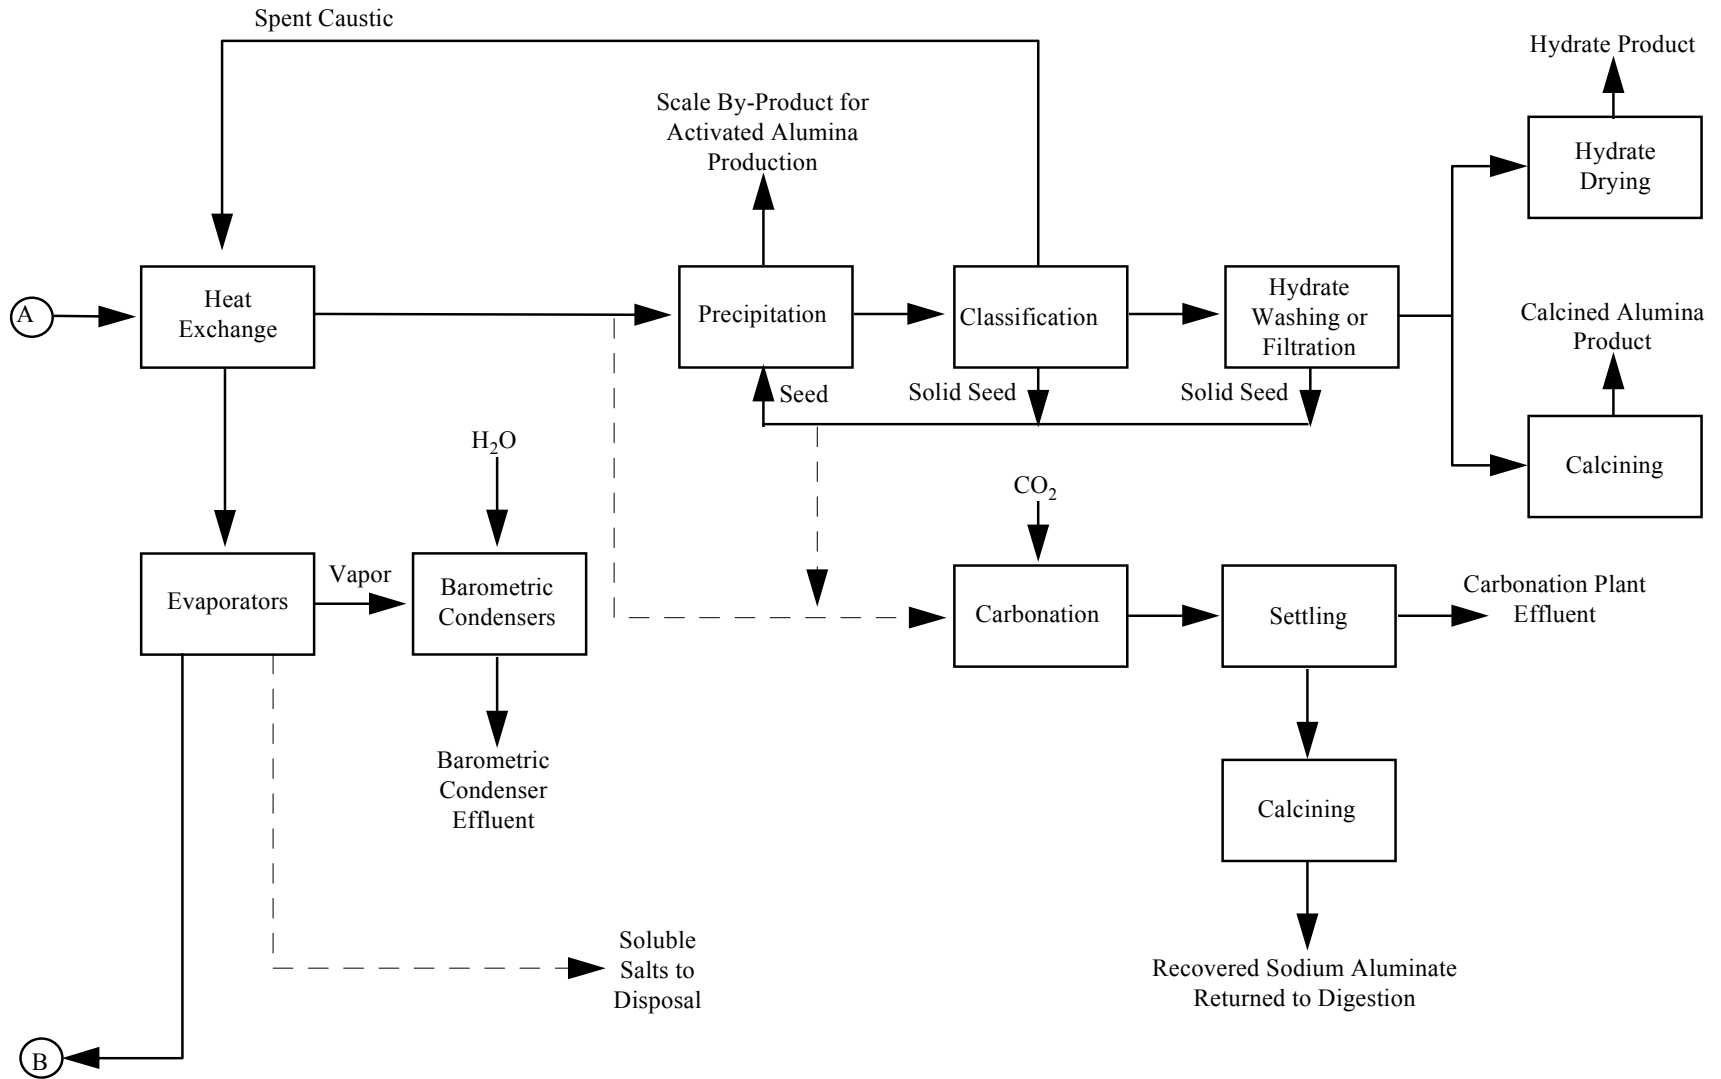 Spent Caustic
Hydrate Product
Scale By-Product for
Activated Alumina
Production
Hydrate
Drying
A
Heat
Exchange
Precipitation
Classification
Hydrate
Washing or
Filtration
Calcined Alumina
Product
Seed
Solid Seed
Solid Seed
Calcining
H₂O
CO₂
Evaporators
Vapor
Barometric
Condensers
Carbonation
Settling
Carbonation Plant
Effluent
Barometric
Condenser
Effluent
Calcining
Soluble
Salts to
Disposal
Recovered Sodium Aluminate
Returned to Digestion
B